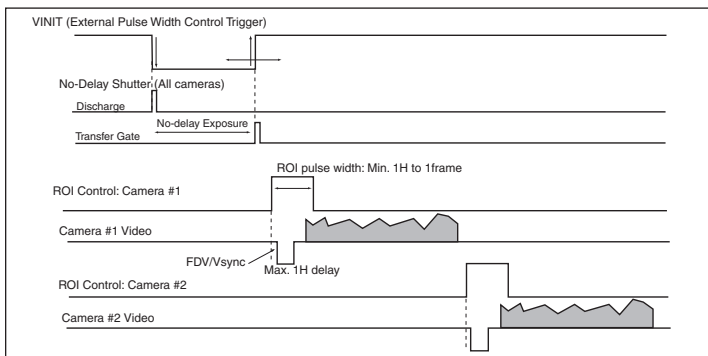 VINIT (External Pulse Width Control Trigger)
No-Delay Shutter (All cameras)
Discharge
No-delay Exposure
Transfer Gate
ROI pulse width: Min. 1H to 1frame
ROI Control: Camera #1
Camera #1 Video
FDV/Vsync
Max. 1H delay
ROI Control: Camera #2
Camera #2 Video